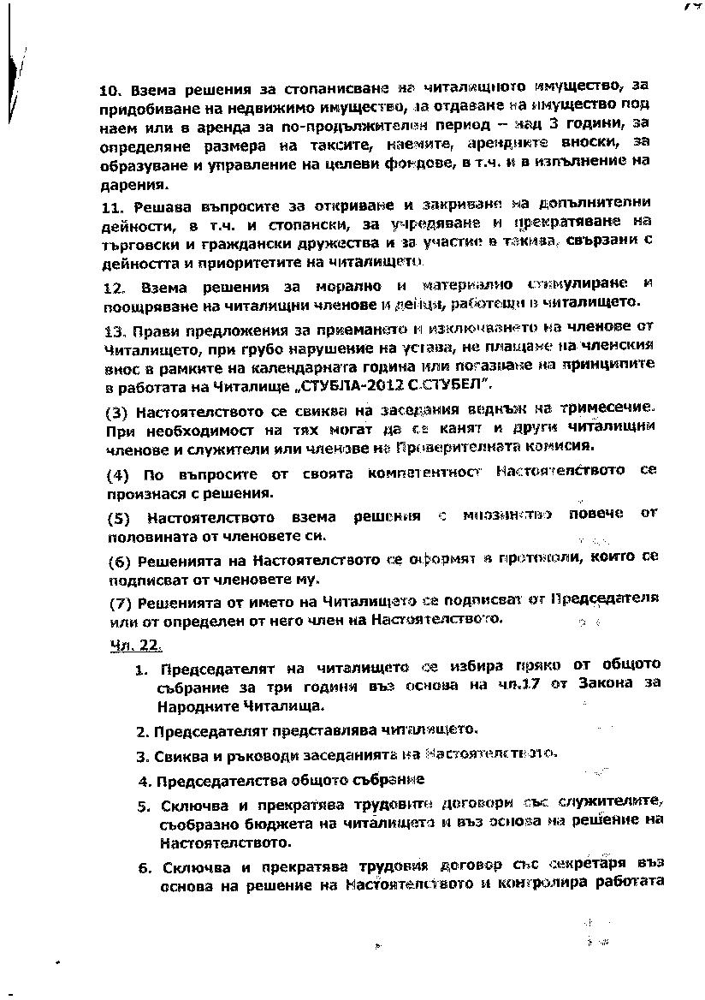 10. Взема решения за стопанисване на читалищното имущество, за
придобиване на недвижимо имущество, за отдаване на имущество под
наем или в аренда за по-продължителен период – над 3 години, за
определяне размера на таксите, наемите, арендните вноски, за
образуване и управление на целеви фондове, в т.ч. и в изпълнение на
дарения.
11. Решава въпросите за откриване и закриване на допълнителни
дейности, в т.ч. и стопански, за учредяване и прекратяване на
търговски и граждански дружества и за участие в такива, свързани с
дейността и приоритетите на читалището.
12. Взема решения за морално и материално стимулиране и
поощряване на читалищни членове и дейци, работещи в читалището.
13. Прави предложения за приемането и изключването на членове от
Читалището, при грубо нарушение на устава, не плащане на членския
внос в рамките на календарната година или погазване на принципите
в работата на Читалище „СТУБЛА-2012 С.СТУБЕЛ".
(3) Настоятелството се свиква на заседания веднъж на тримесечие.
При необходимост на тях могат да се канят и други читалищни
членове и служители или членове на Проверителната комисия.
(4) По въпросите от своята компетентност Настоятелството се
произнася с решения.
(5) Настоятелството взема решения с мнозинство повече от
половината от членовете си.
(6) Решенията на Настоятелството се оформят в протоколи, които се
подписват от членовете му.
(7) Решенията от името на Читалището се подписват от Председателя
или от определен от него член на Настоятелството.
Чл. 22.
1. Председателят на читалището се избира пряко от общото
събрание за три години въз основа на чл.17 от Закона за
Народните Читалища.
2. Председателят представлява читалището.
3. Свиква и ръководи заседанията на Настоятелството.
4. Председателства общото събрание
5. Сключва и прекратява трудовите договори със служителите,
съобразно бюджета на читалището и въз основа на решение на
Настоятелството.
6. Сключва и прекратява трудовия договор със секретаря въз
основа на решение на Настоятелството и контролира работата